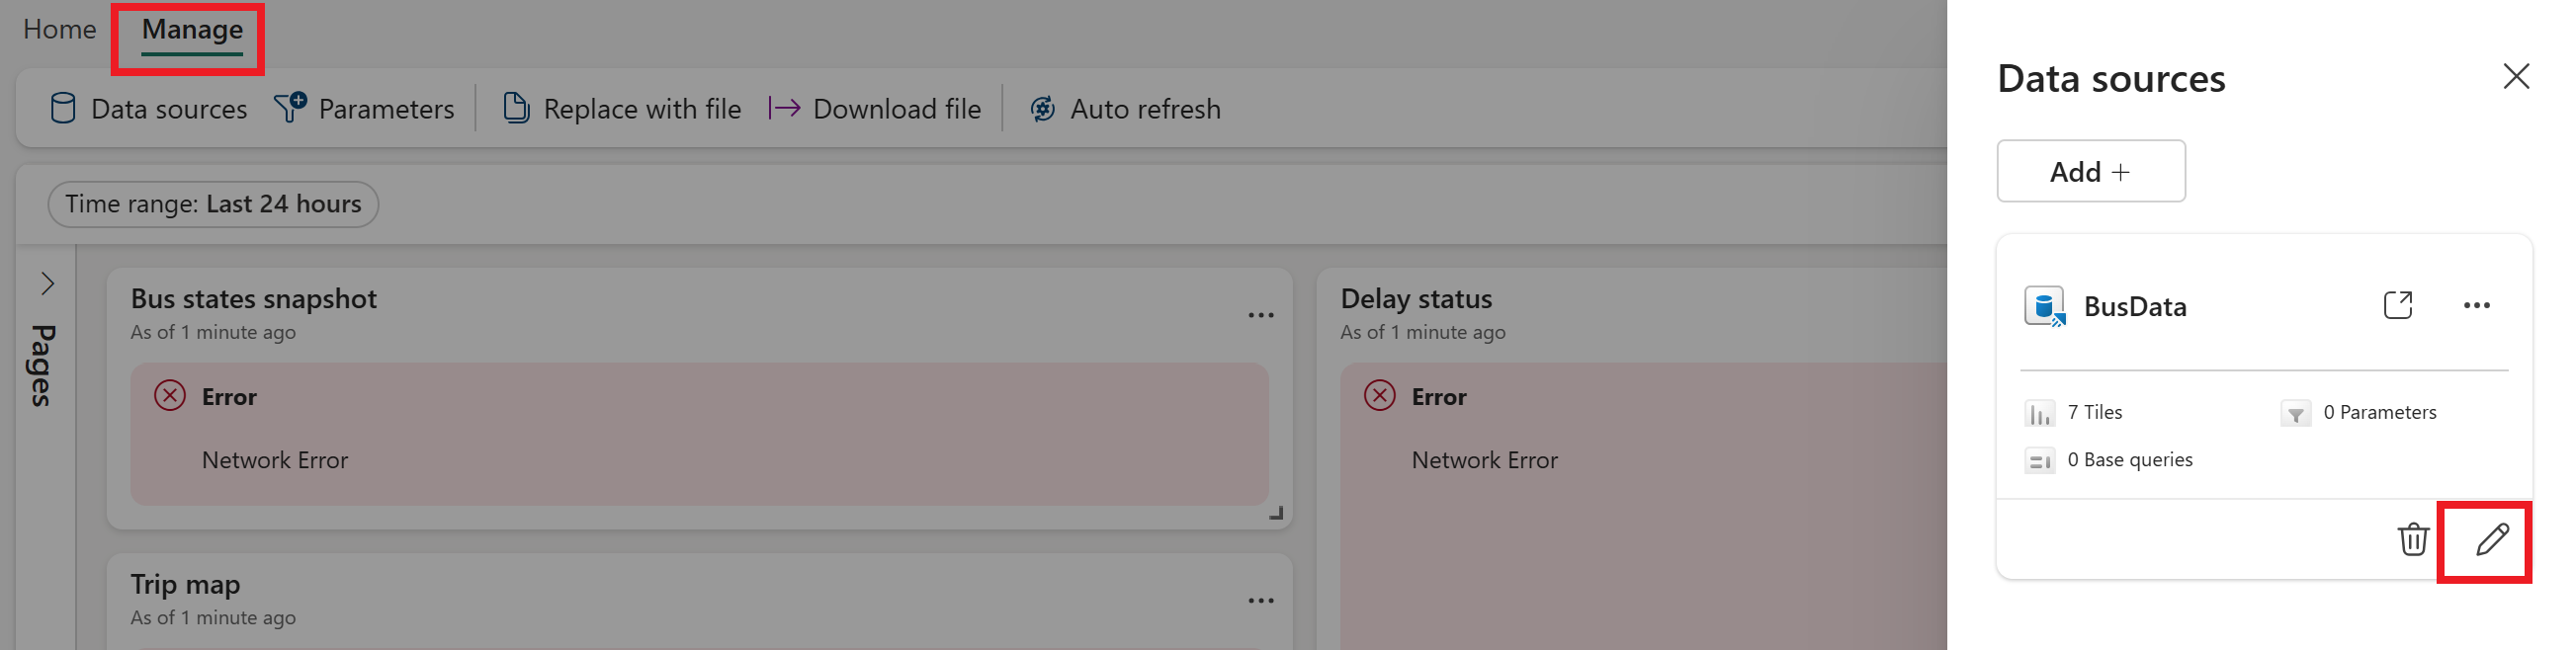 Home Manage
Data sources Parameters Replace with file Download file Auto refresh
Time range: Last 24 hours
Pages
Bus states snapshot
As of 1 minute ago
Error
Network Error
Delay status
As of 1 minute ago
Error
Network Error
Trip map
As of 1 minute ago
Data sources
Add +
BusData
7 Tiles 0 Parameters
0 Base queries